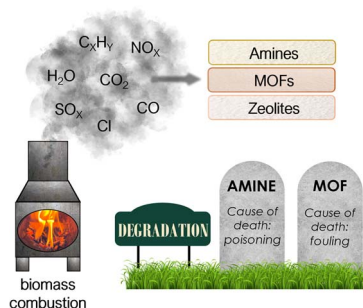 CₓHᵧ NOₓ
H₂O CO₂
SOₓ CO
Cl
Amines
MOFs
Zeolites
biomass
combustion
DEGRADATION
AMINE
Cause of
death:
poisoning
MOF
Cause of
death:
fouling